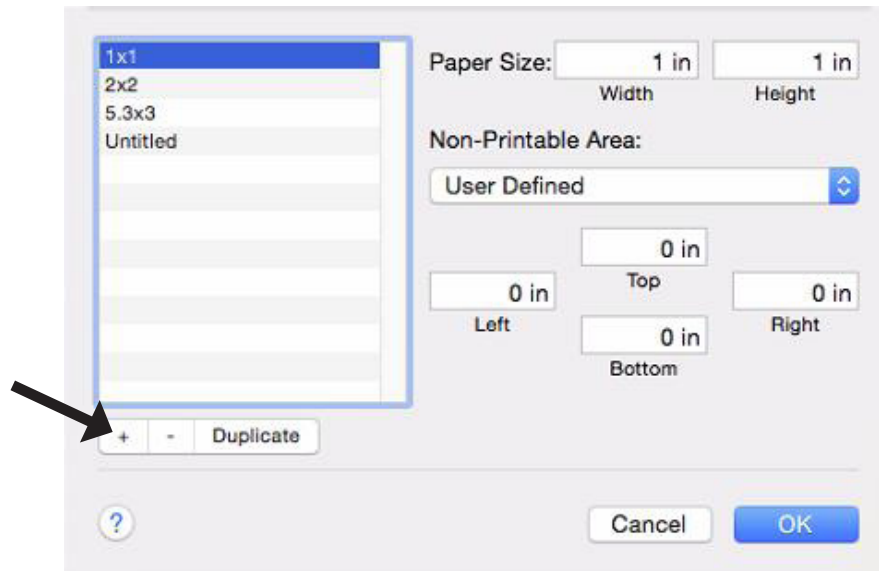 1x1
2x2
5.3x3
Untitled
+ - Duplicate
Paper Size: 1 in 1 in
Width Height
Non-Printable Area:
User Defined
0 in
Top
0 in 0 in
Left Right
0 in
Bottom
? Cancel OK